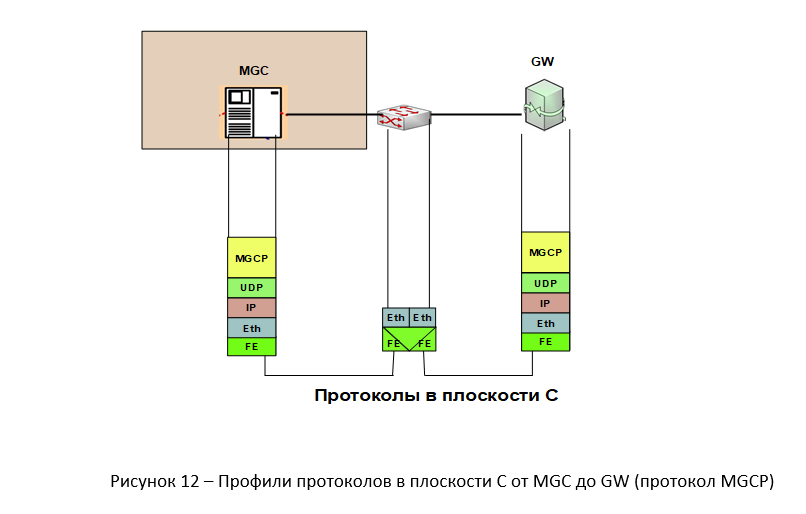 MGC
GW
MGCP
UDP
IP
Eth
FE
Eth Eth
FE FE
MGCP
UDP
IP
Eth
FE
Протоколы в плоскости С
Рисунок 12 – Профили протоколов в плоскости С от MGC до GW (протокол MGCP)